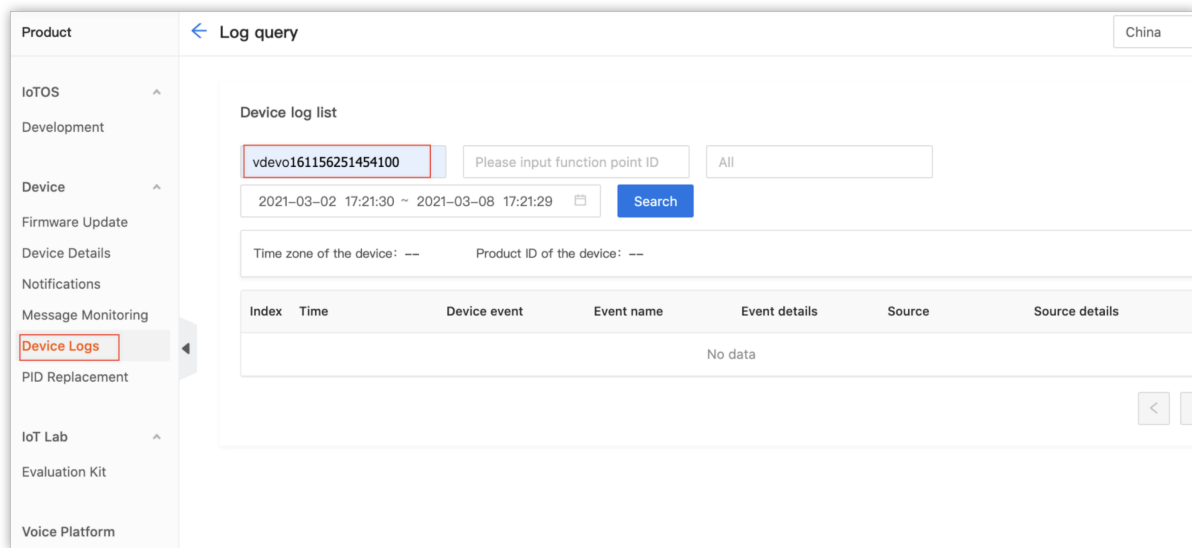 Product
Log query
China
IoTOS
Development
Device
Firmware Update
Device Details
Notifications
Message Monitoring
Device Logs
PID Replacement
IoT Lab
Evaluation Kit
Voice Platform
Device log list
vdevo161156251454100
Please input function point ID
All
2021-03-02 17:21:30 ~ 2021-03-08 17:21:29
Search
Time zone of the device: --
Product ID of the device: --
Index Time Device event Event name Event details Source Source details
No data